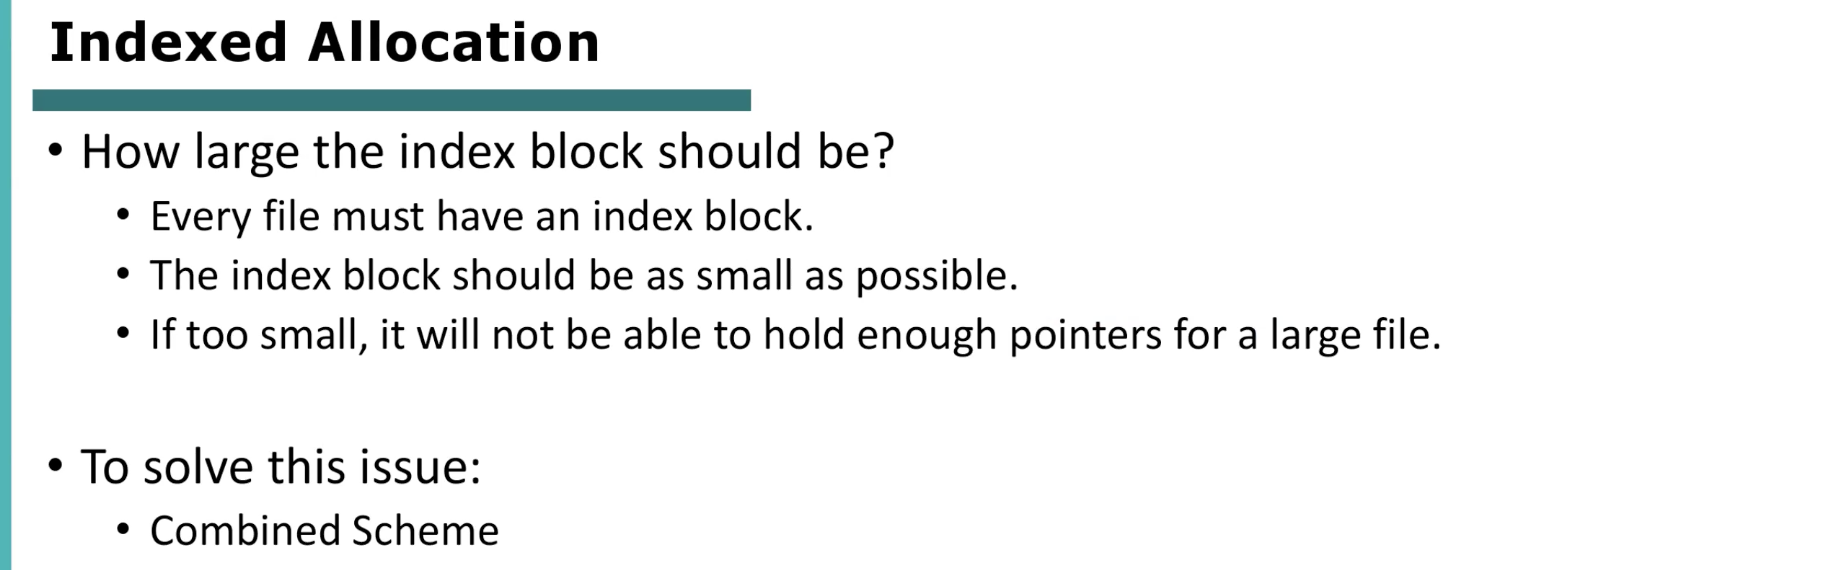 Indexed Allocation
• How large the index block should be?
• Every file must have an index block.
• The index block should be as small as possible.
• If too small, it will not be able to hold enough pointers for a large file.
• To solve this issue:
• Combined Scheme